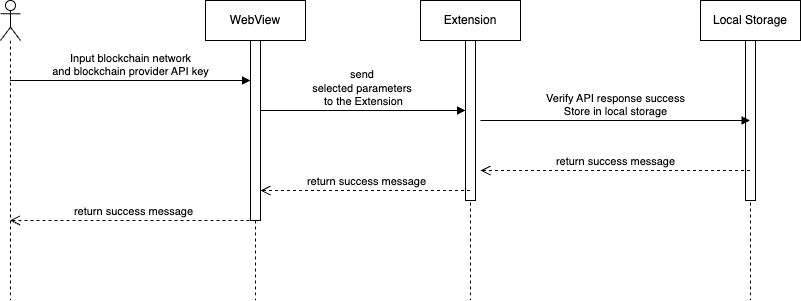 WebView
Extension
Local Storage
Input blockchain network
and blockchain provider API key
send
selected parameters
to the Extension
Verify API response success
Store in local storage
return success message
return success message
return success message